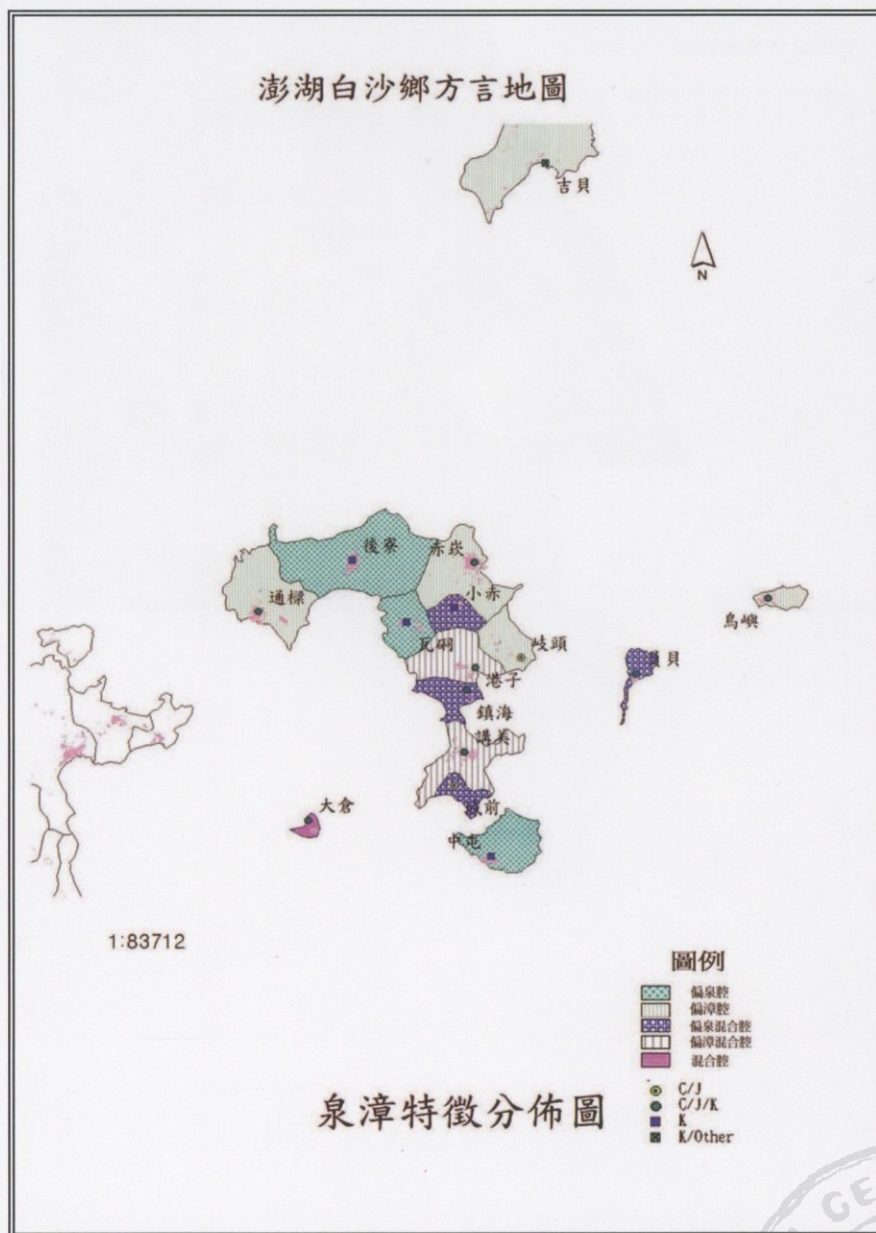 澎湖白沙鄉方言地圖
吉貝
N
後寮
赤崁
小赤
通樑
瓦硐
岐頭
鳥嶼
員貝
港子
鎮海
講美
大倉
前
中屯
1:83712
圖例
偏泉腔
偏漳腔
偏泉混合腔
偏漳混合腔
混合腔
C/J
C/J/K
K
K/Other
泉漳特徵分佈圖
GE